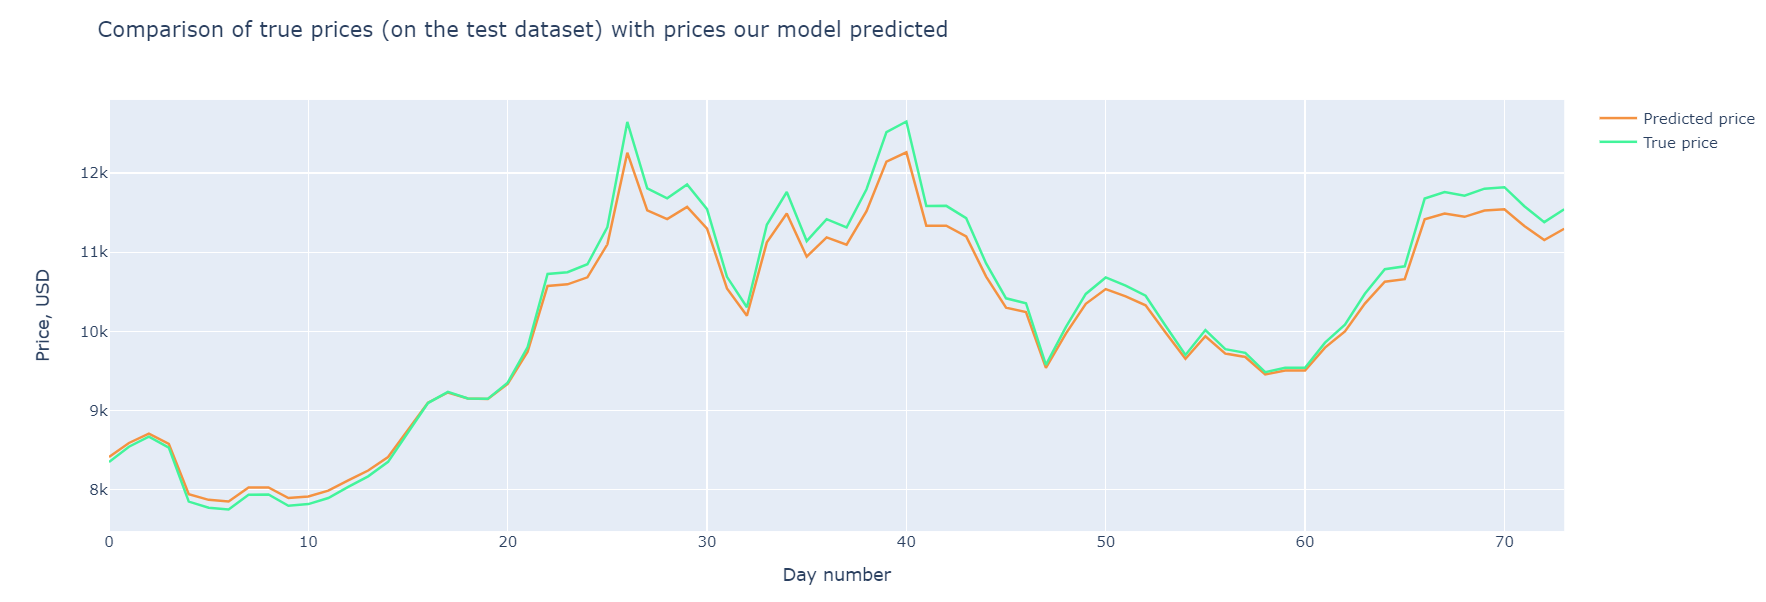 Comparison of true prices (on the test dataset) with prices our model predicted
Predicted price
True price
Price, USD
12k
11k
10k
9k
8k
0 10 20 30 40 50 60 70
Day number